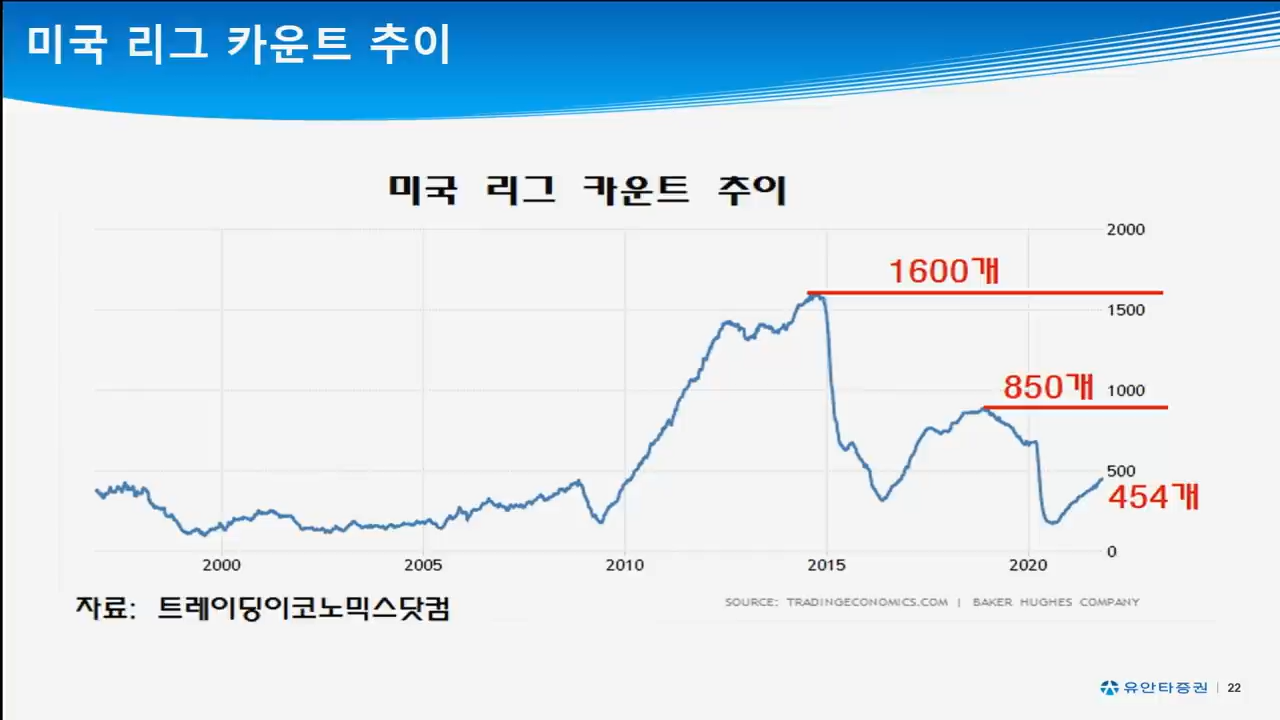 미국 리그 카운트 추이
미국 리그 카운트 추이
2000
1600개
1500
850개
1000
500
454개
0
2000 2005 2010 2015 2020
자료: 트레이딩이코노믹스닷컴
SOURCE: TRADINGECONOMICS.COM | BAKER HUGHES COMPANY
유안타증권 | 22